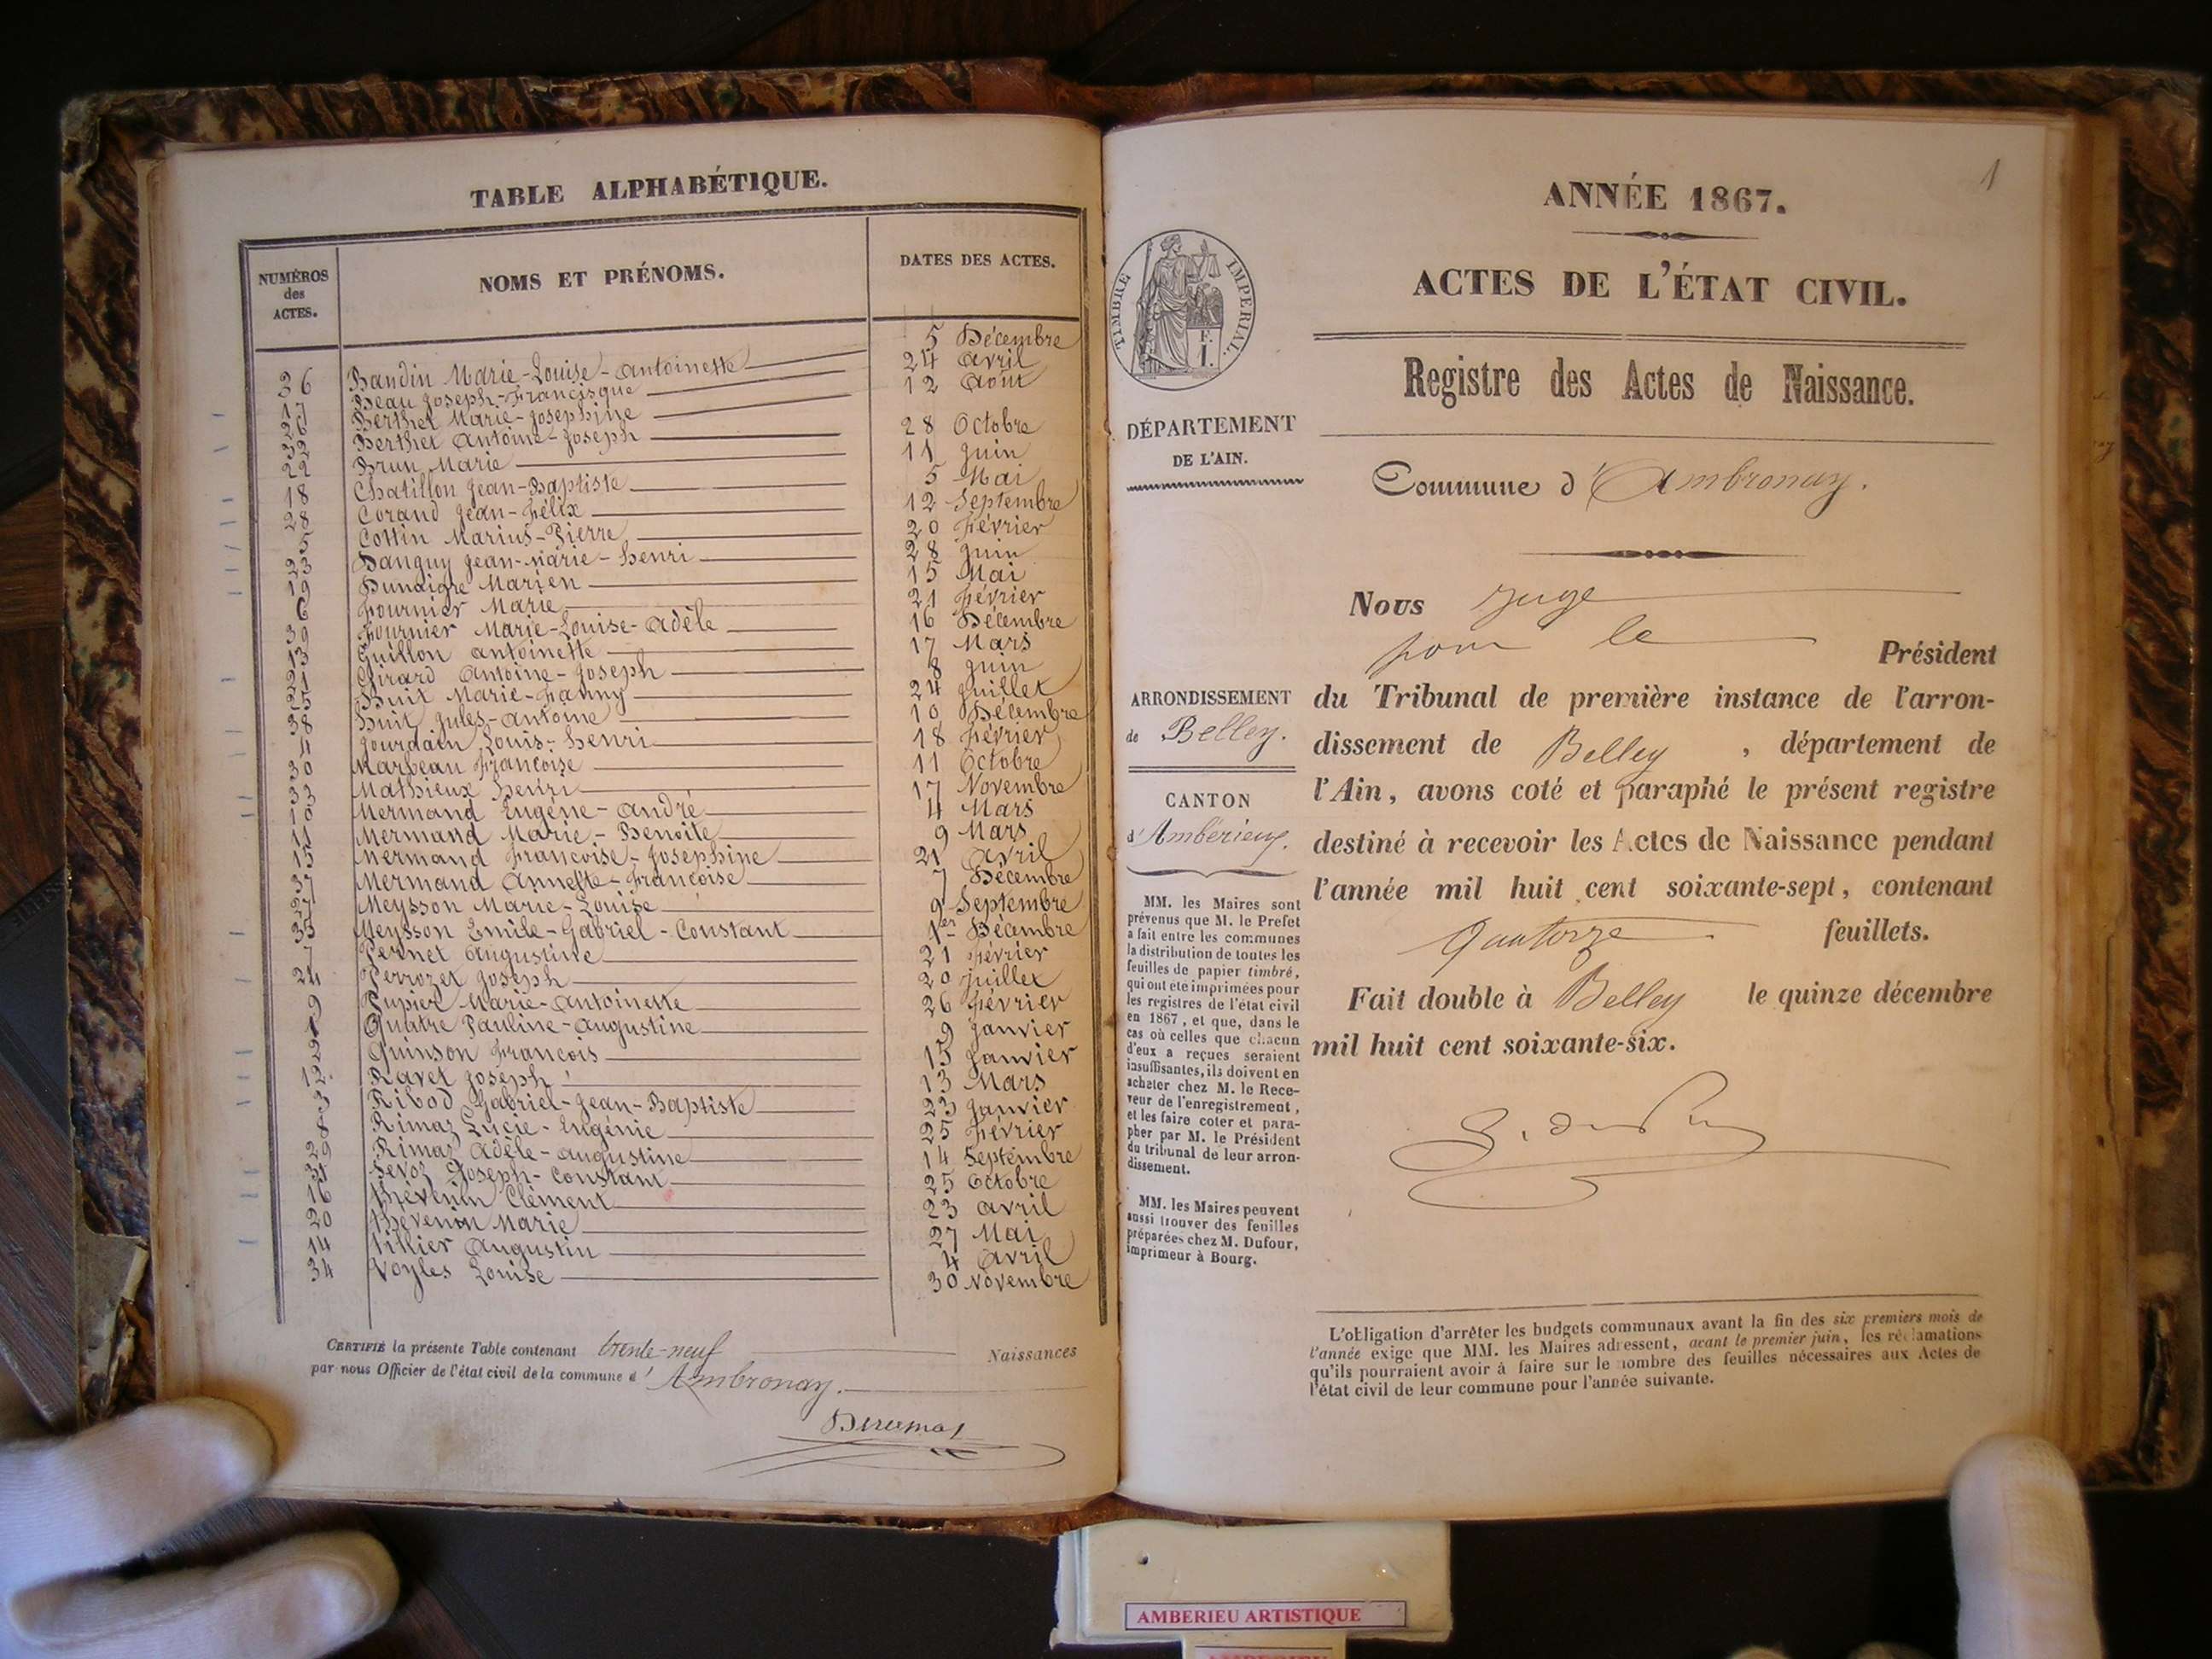 TABLE ALPHABÉTIQUE.
NUMÉROS des ACTES.
NOMS ET PRÉNOMS.
DATES DES ACTES.
36 Bandin Marie-Louise-Antoinette 5 Décembre
17 Beau Joseph-Francisque 24 Avril
26 Berthet Marie-Josephine 12 Août
32 Berthet Antoine-Joseph 28 Octobre
22 Brun Marie 11 Juin
18 Chatillon Jean-Baptiste 5 Mai
28 Corand Jean-Félix 12 Septembre
5 Cottin Marius-Pierre 20 Février
23 Danguy Jean-Marie-Henri 28 Juin
19 Dunaigre Marien 15 Mai
6 Fournier Marie 21 Février
39 Fournier Marie-Louise-Adèle 16 Décembre
13 Guillon Antoinette 17 Mars
21 Girard Antoine-Joseph 8 Juin
25 Huit Marie-Fanny 24 Juillet
38 Huit Jules-Antoine 10 Décembre
4 Jourdain Louis-Henri 18 Février
30 Marjean Françoise 11 Octobre
33 Mathieux Henri 17 Novembre
10 Mermand Eugène-André 4 Mars
11 Mermand Marie-Benoite 9 Mars
15 Mermand Françoise-Josephine 21 Avril
37 Mermand Annette-Françoise 7 Décembre
27 Meysson Marie-Louise 9 Septembre
35 Meysson Emile-Gabriel-Constant 1er Décembre
7 Pernet Augustine 21 Février
24 Perrozet Joseph 20 Juillet
9 Pupier Marie-Antoinette 26 Février
1 Quatre Pauline-Augustine 9 Janvier
2 Quinson François 15 Janvier
12 Ravet Joseph 13 Mars
3 Ribod Gabriel-Jean-Baptiste 23 Janvier
8 Rimaz Lucie-Eugénie 25 Février
29 Rimaz Adèle-Augustine 14 Septembre
31 Sevoz Joseph-Constant 25 Octobre
16 Thévenin Clément 23 Avril
20 Thévenin Marie 27 Mai
14 Villier Augustin 4 Avril
34 Voyles Louise 30 Novembre
CERTIFIÉ la présente Table contenant trente-neuf Naissances
par nous Officier de l'état civil de la commune d' Ambronay.
1
ANNÉE 1867.
ACTES DE L'ÉTAT CIVIL.
Registre des Actes de Naissance.
TIMBRE IMPERIAL.
DÉPARTEMENT
DE L'AIN.
ARRONDISSEMENT
de Belley.
CANTON
d'Ambérieux.
MM. les Maires sont
prévenus que M. le Prefet
a fait entre les communes
la distribution de toutes les
feuilles de papier timbré,
qui ont été imprimées pour
les registres de l'état civil
en 1867, et que, dans le
cas où celles que chacun
d'eux a reçues seraient
insuffisantes, ils doivent en
acheter chez M. le Rece-
veur de l'enregistrement,
et les faire coter et para-
pher par M. le Président
du tribunal de leur arron-
dissement.
MM. les Maires peuvent
aussi trouver des feuilles
préparées chez M. Dufour,
imprimeur à Bourg.
Commune d'Ambronay.
Nous Juge
pour le Président
du Tribunal de première instance de l'arron-
dissement de Belley, département de
l'Ain, avons coté et paraphé le présent registre
destiné à recevoir les Actes de Naissance pendant
l'année mil huit cent soixante-sept, contenant
Quatorze feuillets.
Fait double à Belley le quinze décembre
mil huit cent soixante-six.
L'obligation d'arrêter les budgets communaux avant la fin des six premiers mois de
l'année exige que MM. les Maires adressent, avant le premier juin, les réclamations
qu'ils pourraient avoir à faire sur le nombre des feuilles nécessaires aux Actes de
l'état civil de leur commune pour l'année suivante.
AMBERIEU ARTISTIQUE
AMBERIEU